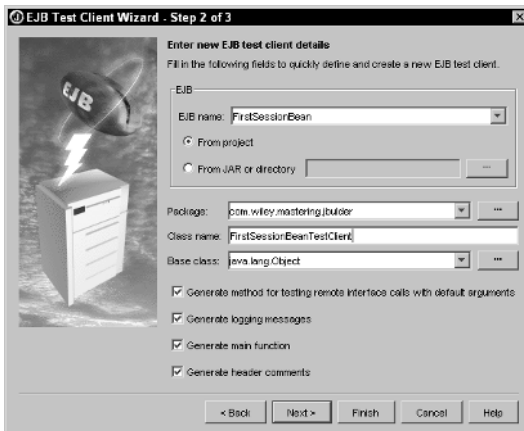 EJB Test Client Wizard - Step 2 of 3
EJB
Enter new EJB test client details
Fill in the following fields to quickly define and create a new EJB test client.
EJB
EJB name: FirstSessionBean
From project
From JAR or directory ...
Package: com.wiley.mastering.jbuilder ...
Class name: FirstSessionBeanTestClient
Base class: java.lang.Object ...
Generate method for testing remote interface calls with default arguments
Generate logging messages
Generate main function
Generate header comments
< Back Next > Finish Cancel Help